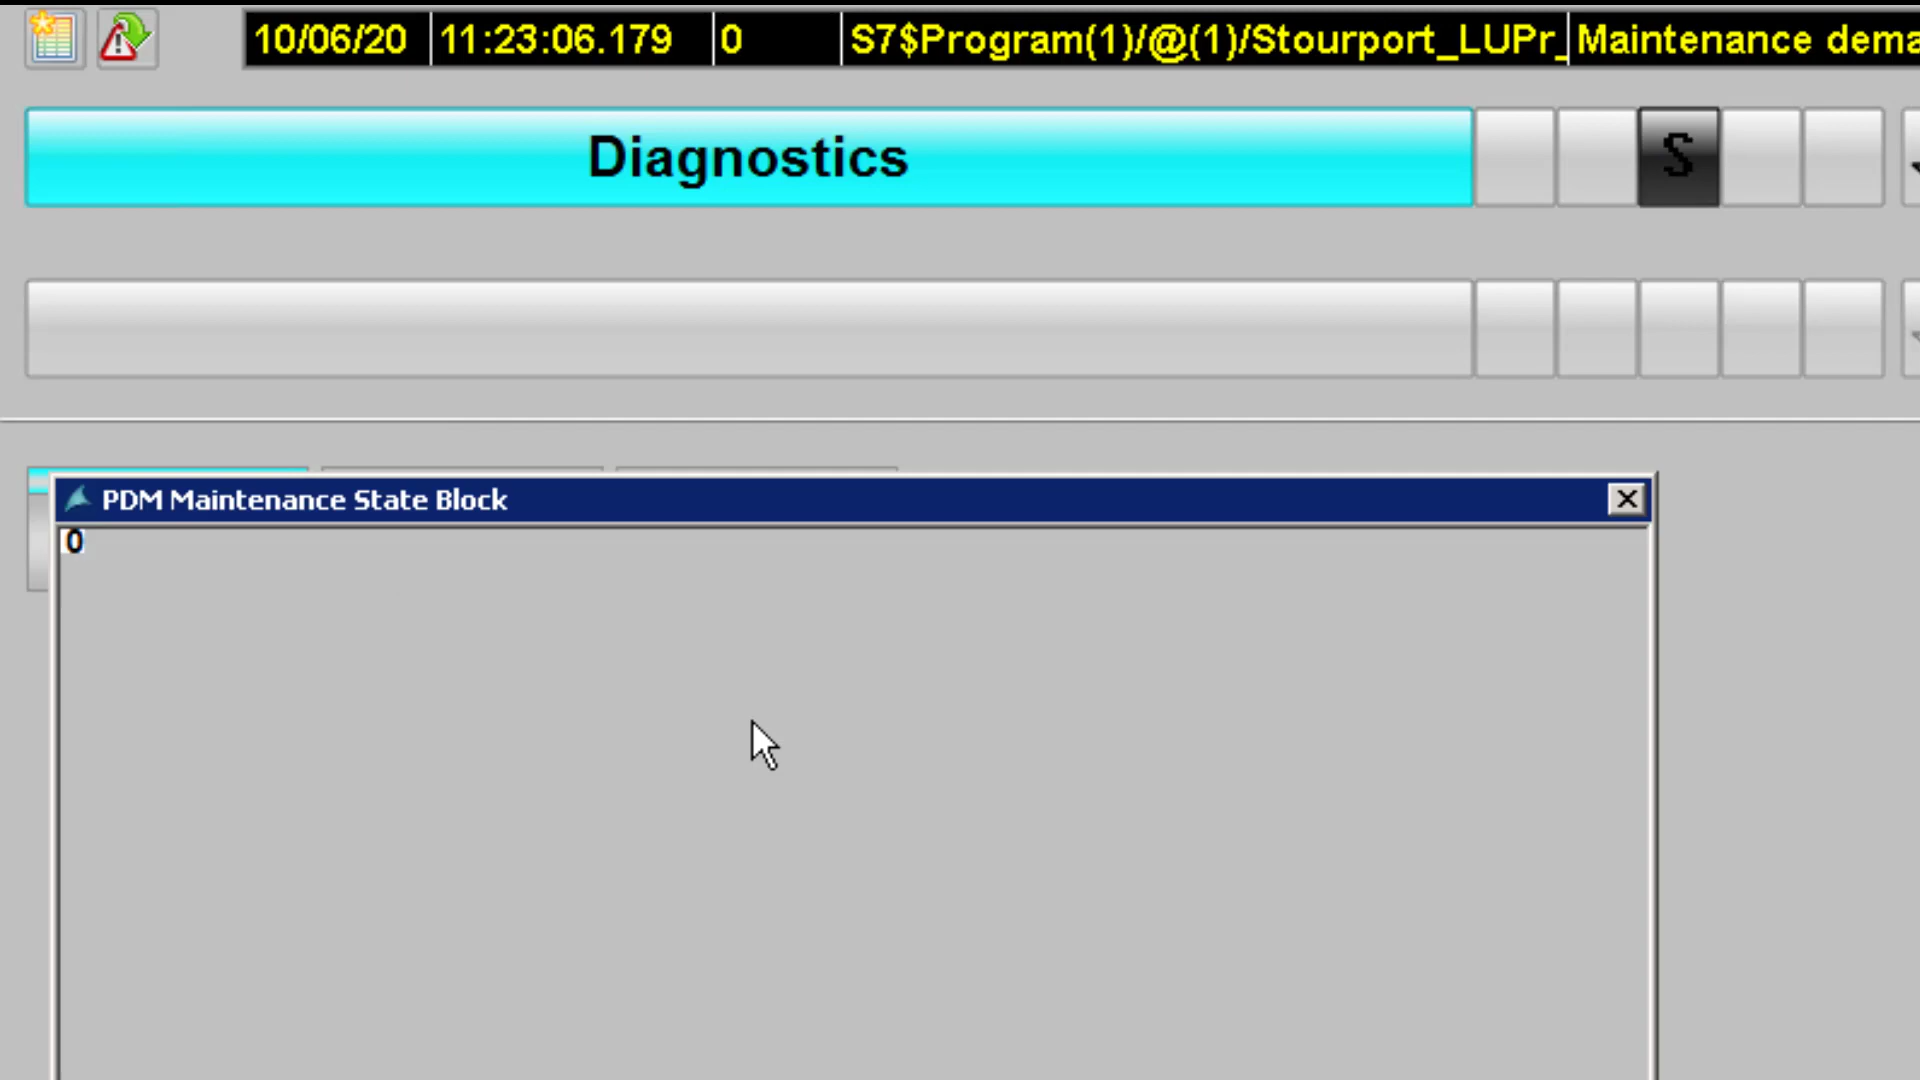 10/06/20 11:23:06.179 0 S7$Program(1)/@(1)/Stourport_LUPr_ Maintenance dema
Diagnostics S
PDM Maintenance State Block
0